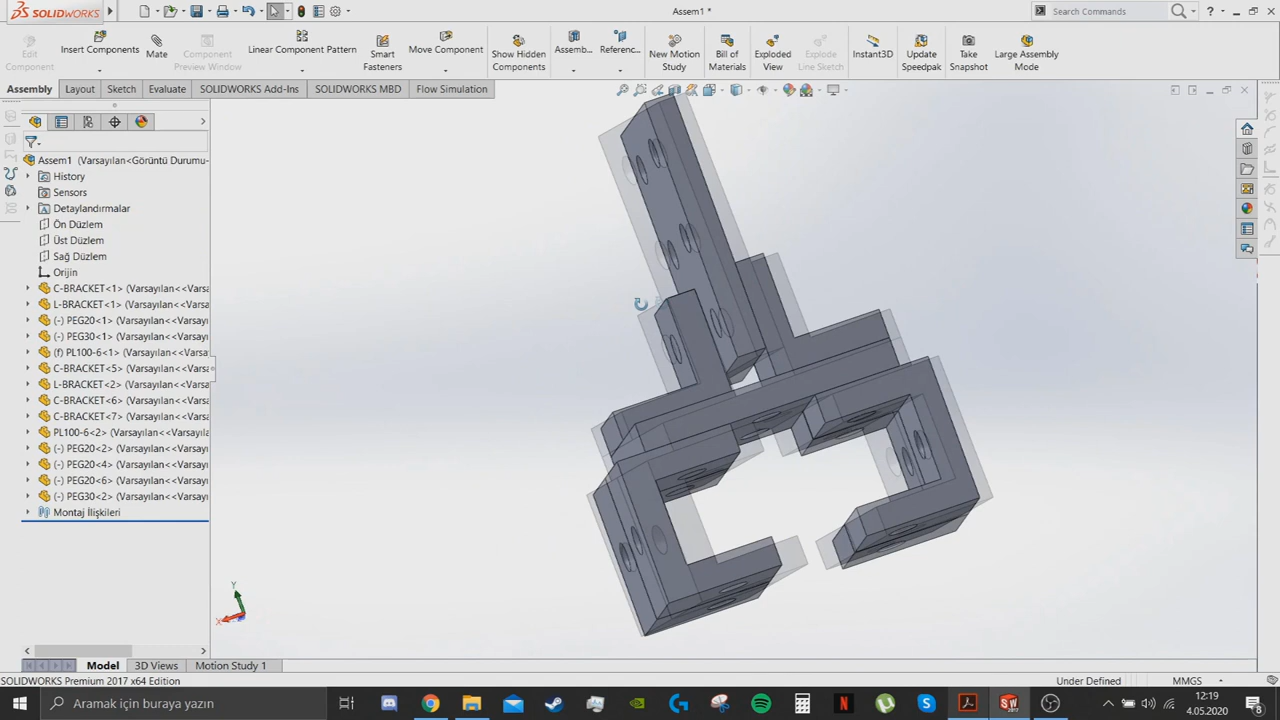 SOLIDWORKS
Assem1 *
Search Commands
Edit Component
Insert Components
Mate
Component Preview Window
Linear Component Pattern
Smart Fasteners
Move Component
Show Hidden Components
Assemb...
Referenc...
New Motion Study
Bill of Materials
Exploded View
Explode Line Sketch
Instant3D
Update Speedpak
Take Snapshot
Large Assembly Mode
Assembly
Layout
Sketch
Evaluate
SOLIDWORKS Add-Ins
SOLIDWORKS MBD
Flow Simulation
Assem1 (Varsayılan<Görüntü Durumu-
History
Sensors
Detaylandırmalar
Ön Düzlem
Üst Düzlem
Sağ Düzlem
Orijin
C-BRACKET<1> (Varsayılan<<Varsa
L-BRACKET<1> (Varsayılan<<Varsa
(-) PEG20<1> (Varsayılan<<Varsayı
(-) PEG30<1> (Varsayılan<<Varsayı
(f) PL100-6<1> (Varsayılan<<Varsa
C-BRACKET<5> (Varsayılan<<Varsa
L-BRACKET<2> (Varsayılan<<Varsa
C-BRACKET<6> (Varsayılan<<Varsa
C-BRACKET<7> (Varsayılan<<Varsa
PL100-6<2> (Varsayılan<<Varsayıl
(-) PEG20<2> (Varsayılan<<Varsayı
(-) PEG20<4> (Varsayılan<<Varsayı
(-) PEG20<6> (Varsayılan<<Varsayı
(-) PEG30<2> (Varsayılan<<Varsayı
Montaj İlişkileri
Y
X
Model
3D Views
Motion Study 1
SOLIDWORKS Premium 2017 x64 Edition
Under Defined
MMGS
Aramak için buraya yazın
12:19
4.05.2020